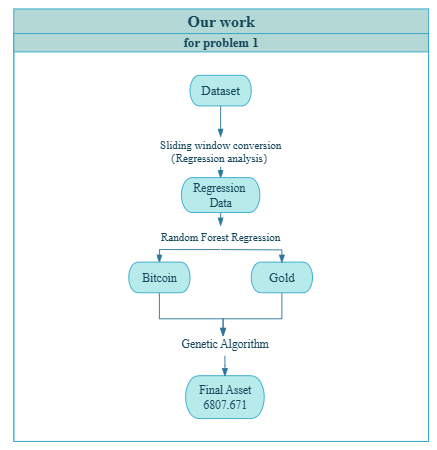 Our work
for problem 1
Dataset
Sliding window conversion
(Regression analysis)
Regression
Data
Random Forest Regression
Bitcoin
Gold
Genetic Algorithm
Final Asset
6807.671